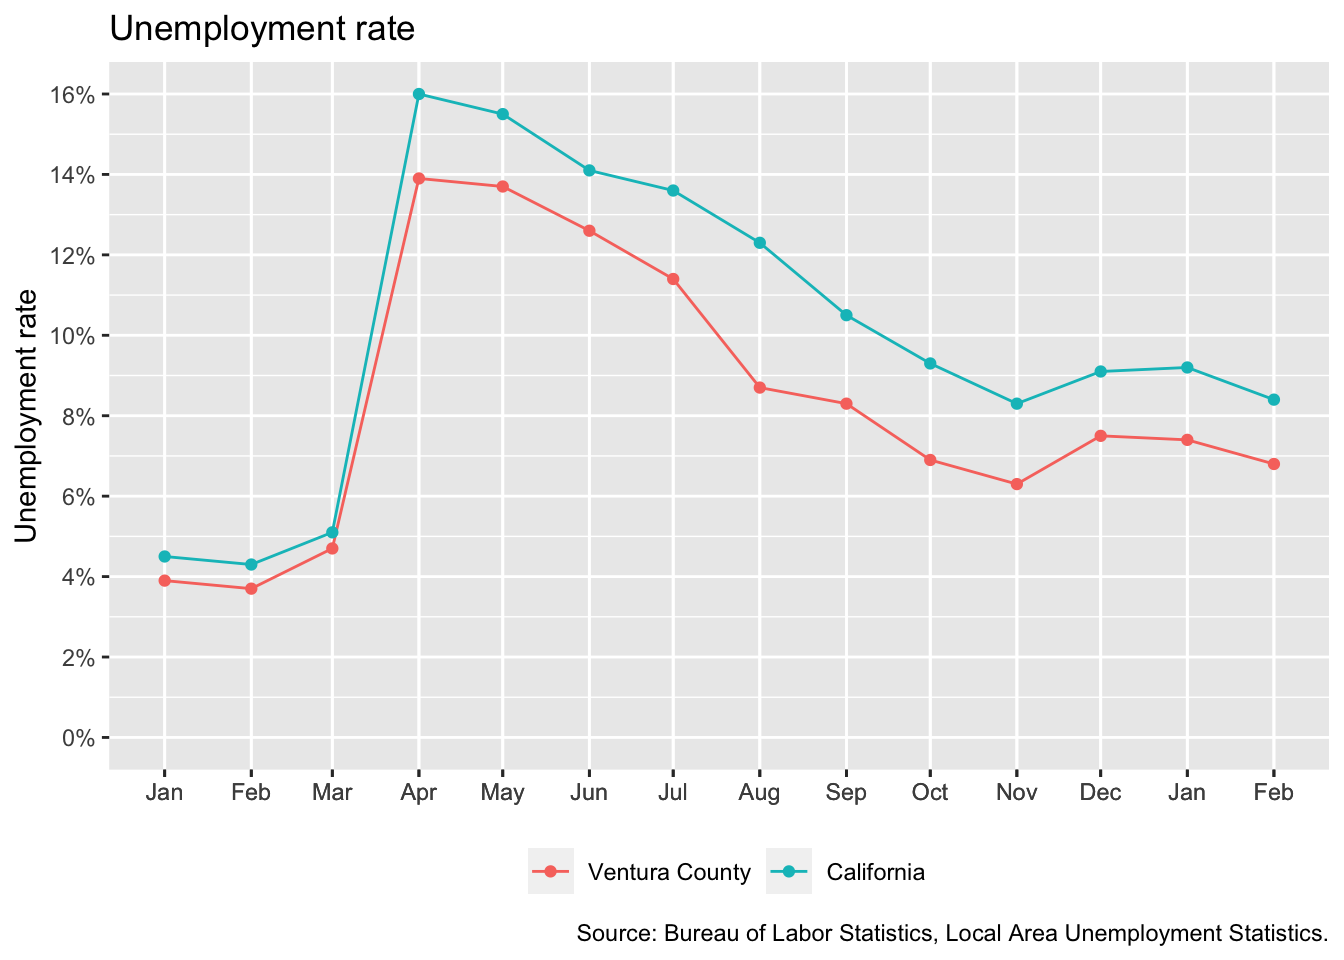 Unemployment rate
Unemployment rate
16%
14%
12%
10%
8%
6%
4%
2%
0%
Jan Feb Mar Apr May Jun Jul Aug Sep Oct Nov Dec Jan Feb
Ventura County California
Source: Bureau of Labor Statistics, Local Area Unemployment Statistics.